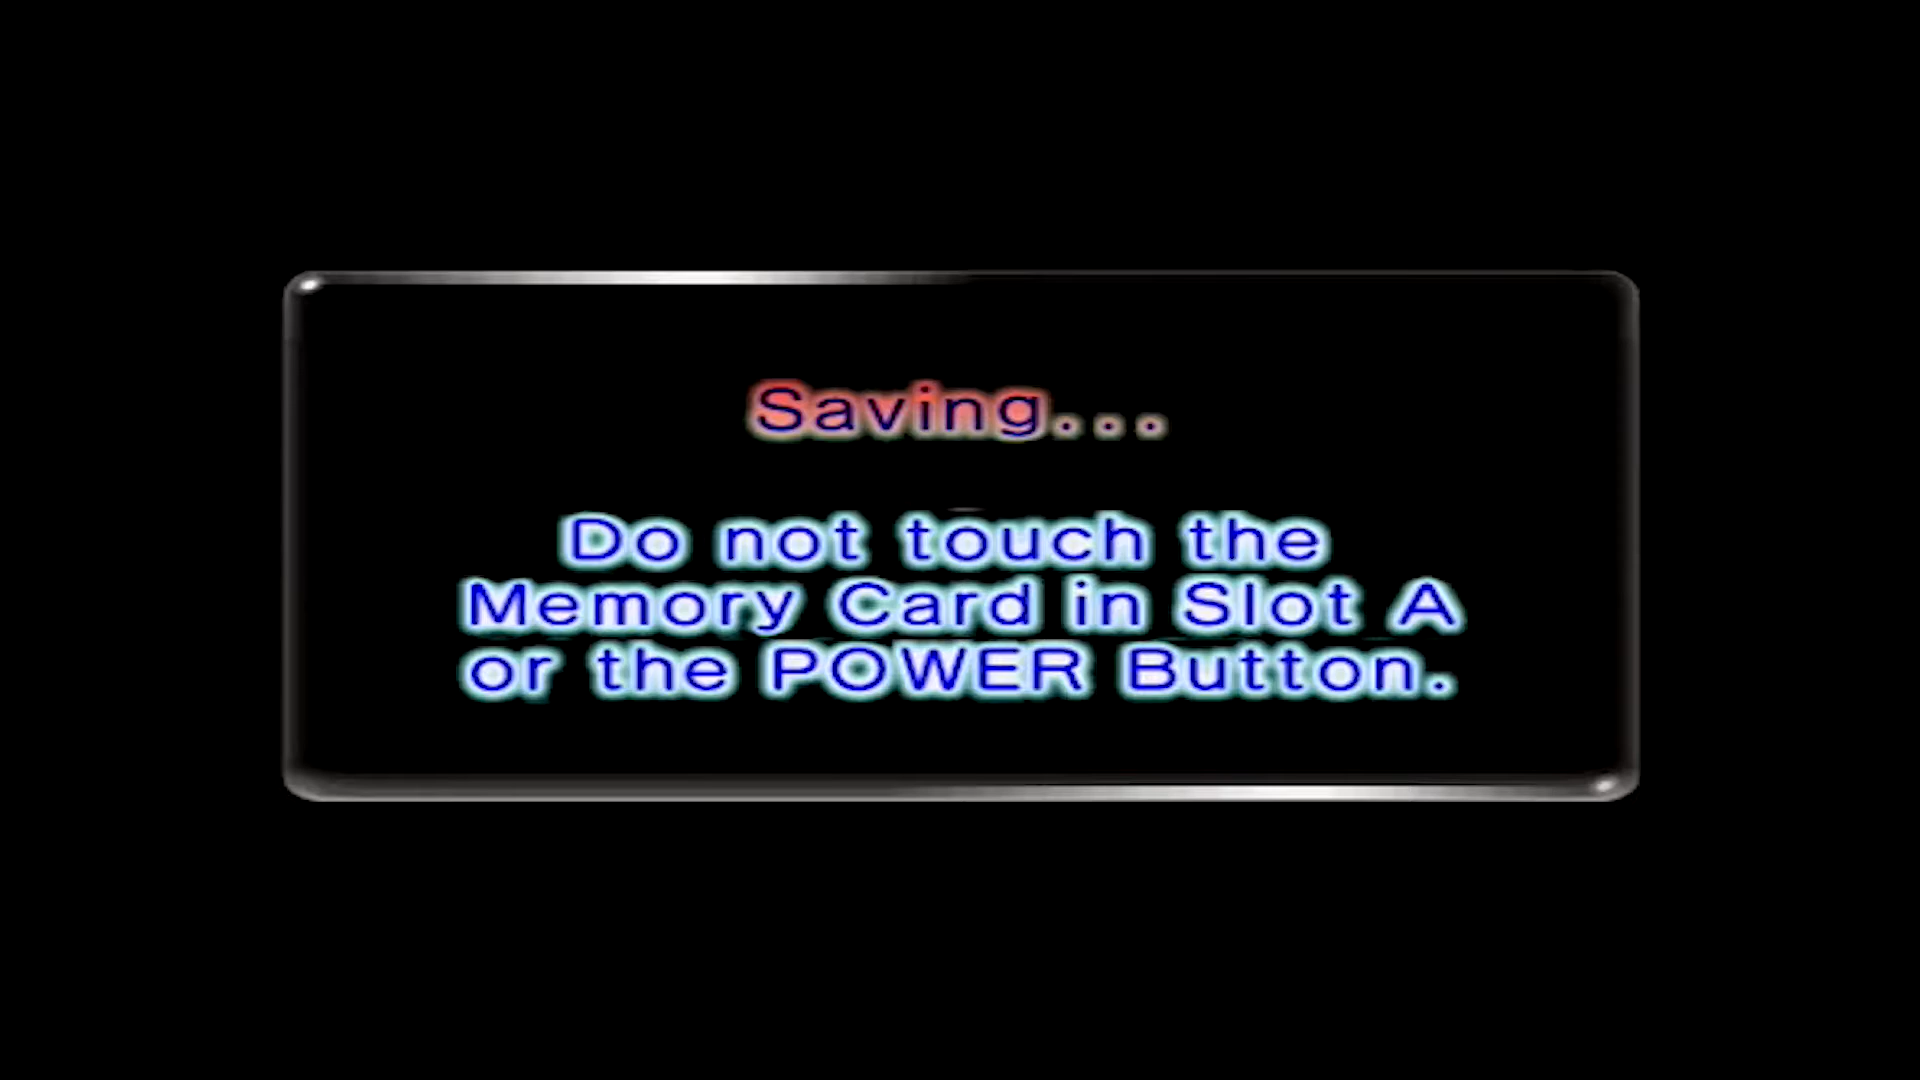 Saving...
Do not touch the
Memory Card in Slot A
or the POWER Button.